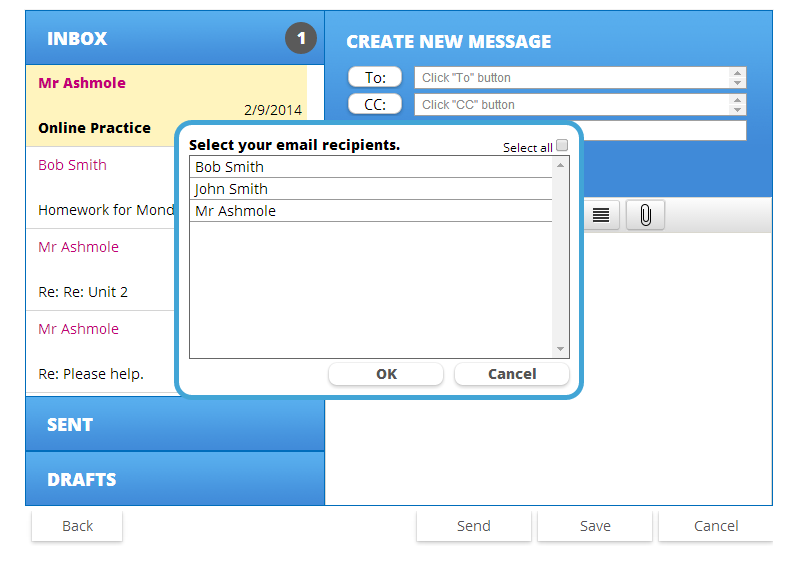 INBOX
1
Mr Ashmole
2/9/2014
Online Practice
Bob Smith
Homework for Mond
Mr Ashmole
Re: Re: Unit 2
Mr Ashmole
Re: Please help.
SENT
DRAFTS
CREATE NEW MESSAGE
To:
Click "To" button
CC:
Click "CC" button
Select your email recipients.
Select all
Bob Smith
John Smith
Mr Ashmole
OK
Cancel
Back
Send
Save
Cancel